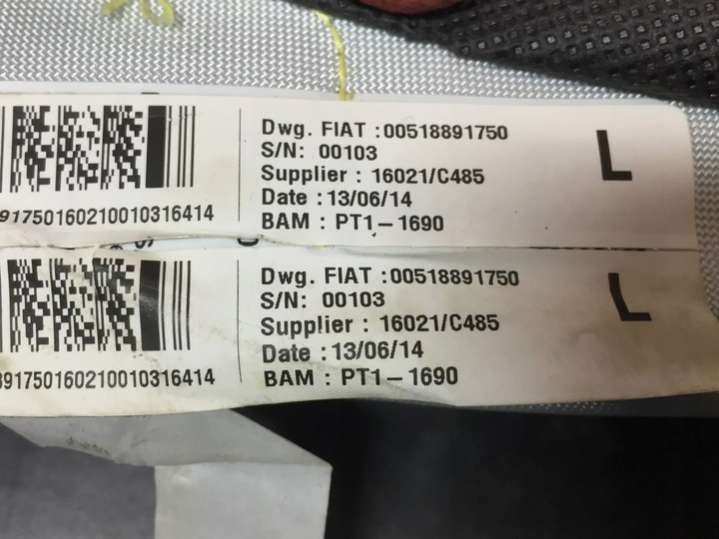 Dwg. FIAT :00518891750
S/N: 00103
Supplier : 16021/C485
Date : 13/06/14
BAM : PT1-1690
L
91750160210010316414
Dwg. FIAT :00518891750
S/N: 00103
Supplier : 16021/C485
Date : 13/06/14
BAM : PT1-1690
L
891750160210010316414